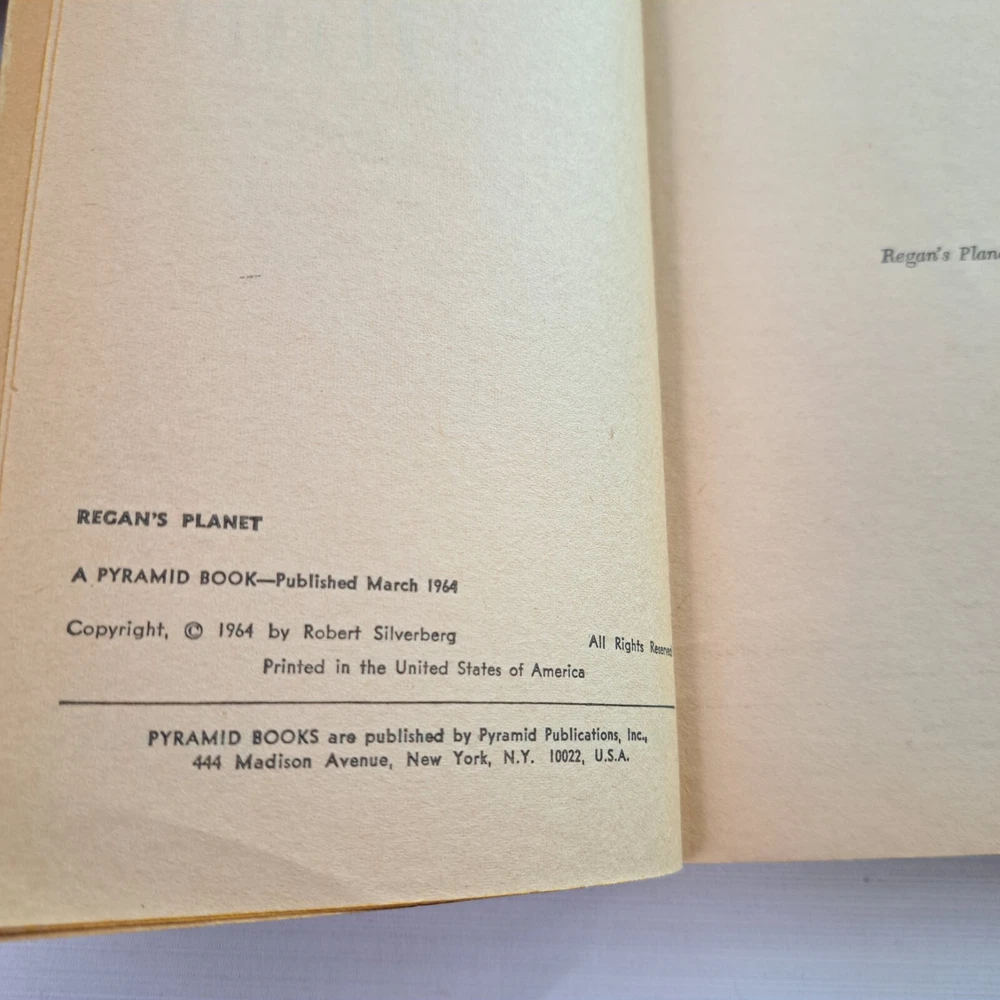 REGAN'S PLANET
A PYRAMID BOOK—Published March 1964
Copyright, © 1964 by Robert Silverberg All Rights Reserved
Printed in the United States of America
PYRAMID BOOKS are published by Pyramid Publications, Inc.,
444 Madison Avenue, New York, N.Y. 10022, U.S.A.
Regan's